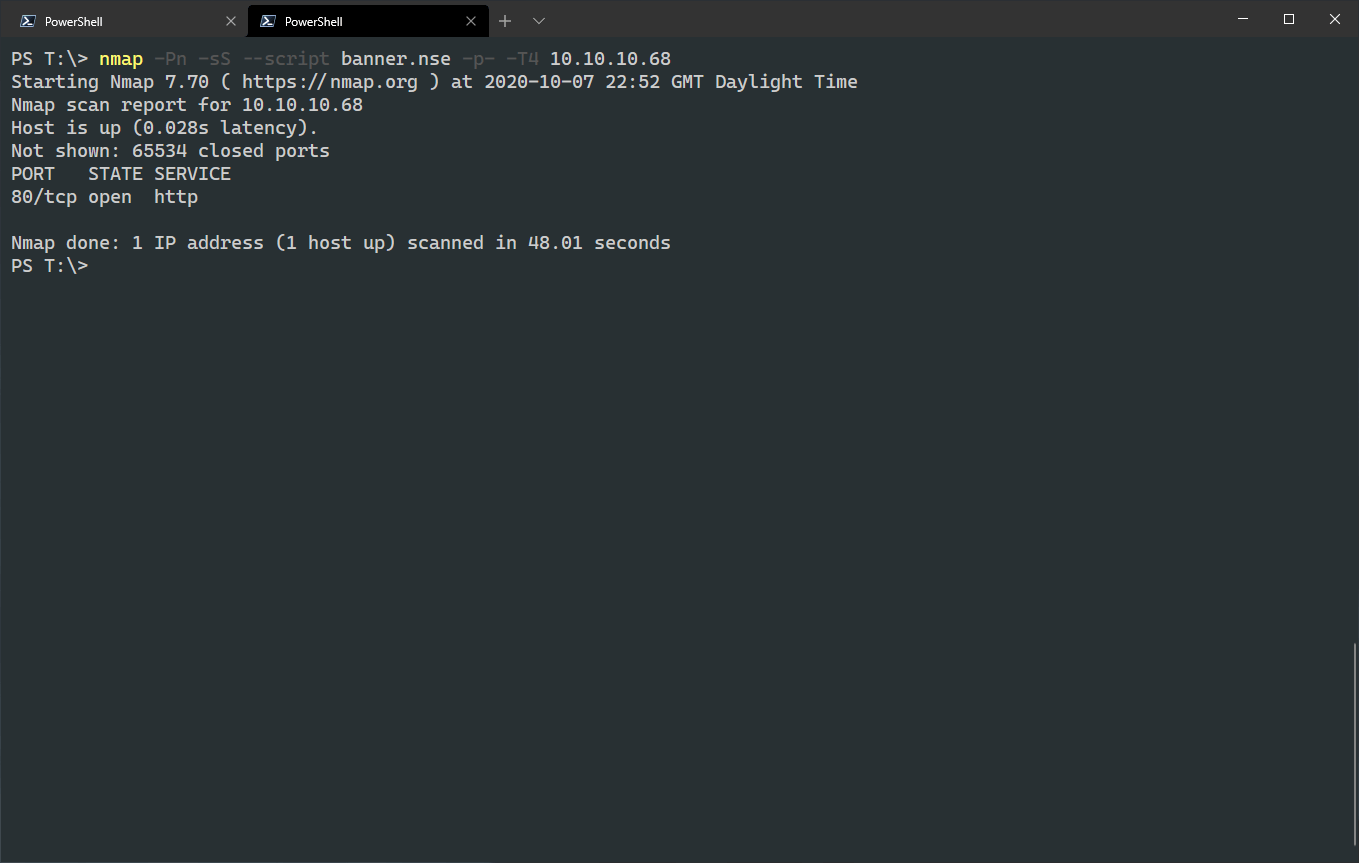 PowerShell
PowerShell
PS T:\> nmap -Pn -sS --script banner.nse -p- -T4 10.10.10.68
Starting Nmap 7.70 ( https://nmap.org ) at 2020-10-07 22:52 GMT Daylight Time
Nmap scan report for 10.10.10.68
Host is up (0.028s latency).
Not shown: 65534 closed ports
PORT   STATE SERVICE
80/tcp open  http
Nmap done: 1 IP address (1 host up) scanned in 48.01 seconds
PS T:\>